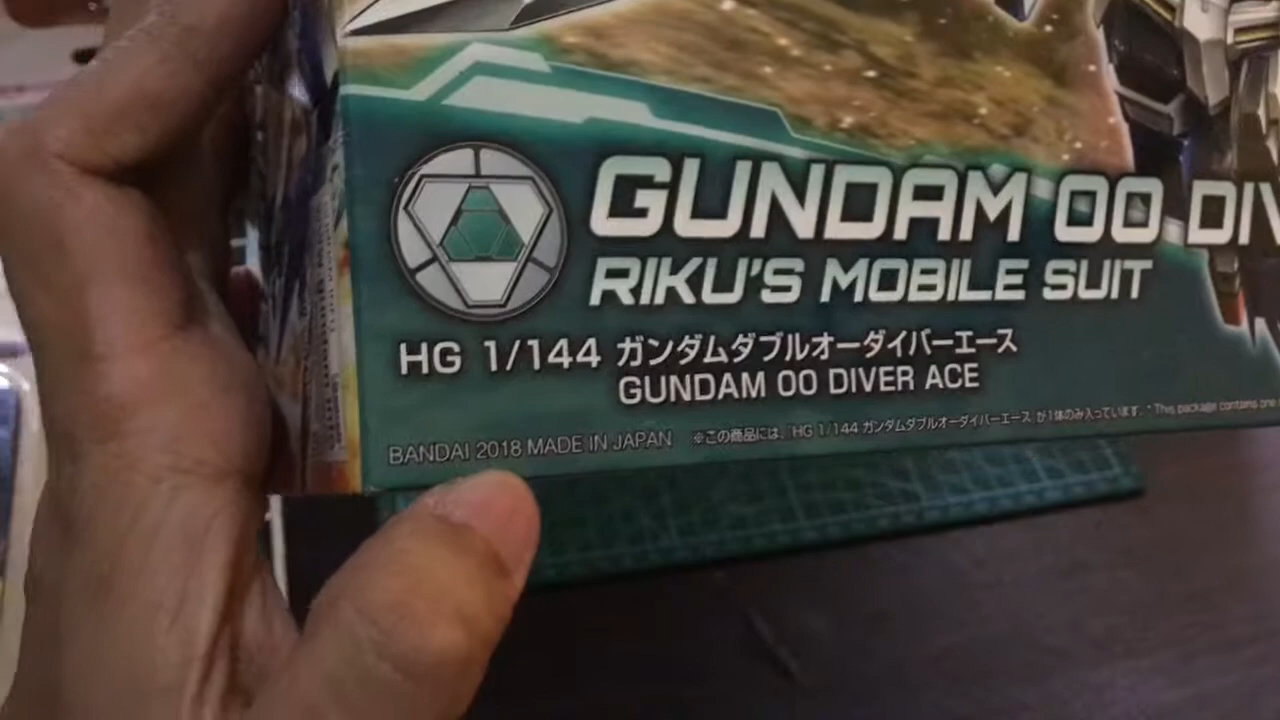 GUNDAM 00 DIV
RIKU'S MOBILE SUIT
HG 1/144 ガンダムダブルオーダイバーエース
GUNDAM 00 DIVER ACE
BANDAI 2018 MADE IN JAPAN ※この商品には、「HG 1/144 ガンダムダブルオーダイバーエース」が1体のみ入っています。* This package contains one